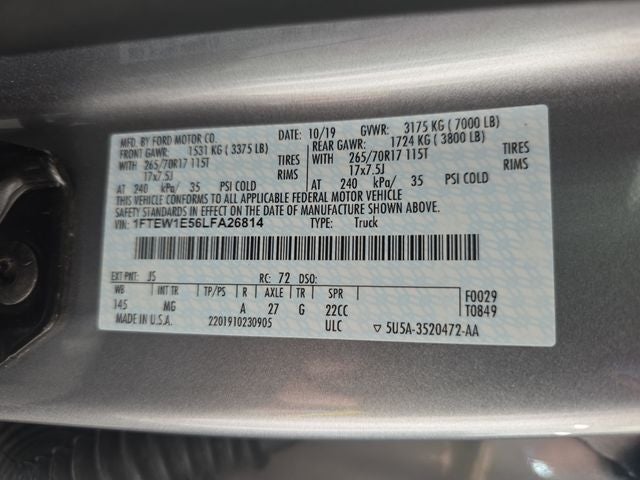 MFD. BY FORD MOTOR CO. DATE: 10/19 GVWR: 3175 KG ( 7000 LB)
FRONT GAWR: 1531 KG ( 3375 LB) REAR GAWR: 1724 KG ( 3800 LB)
WITH 265/70R17 115T TIRES WITH 265/70R17 115T TIRES
17x7.5J RIMS 17x7.5J RIMS
AT 240 kPa/ 35 PSI COLD AT 240 kPa/ 35 PSI COLD
THIS VEHICLE CONFORMS TO ALL APPLICABLE FEDERAL MOTOR VEHICLE
SAFETY STANDARDS IN EFFECT ON THE DATE OF MANUFACTURE SHOWN ABOVE.
VIN: 1FTEW1E56LFA26814 TYPE: Truck
EXT PNT: J5 RC: 72 DSO:
WB INT TR TP/PS R AXLE TR SPR F0029
145 MG A 27 G 22CC T0849
MADE IN U.S.A. 2201910230905 ULC ▽ 5U5A-3520472-AA